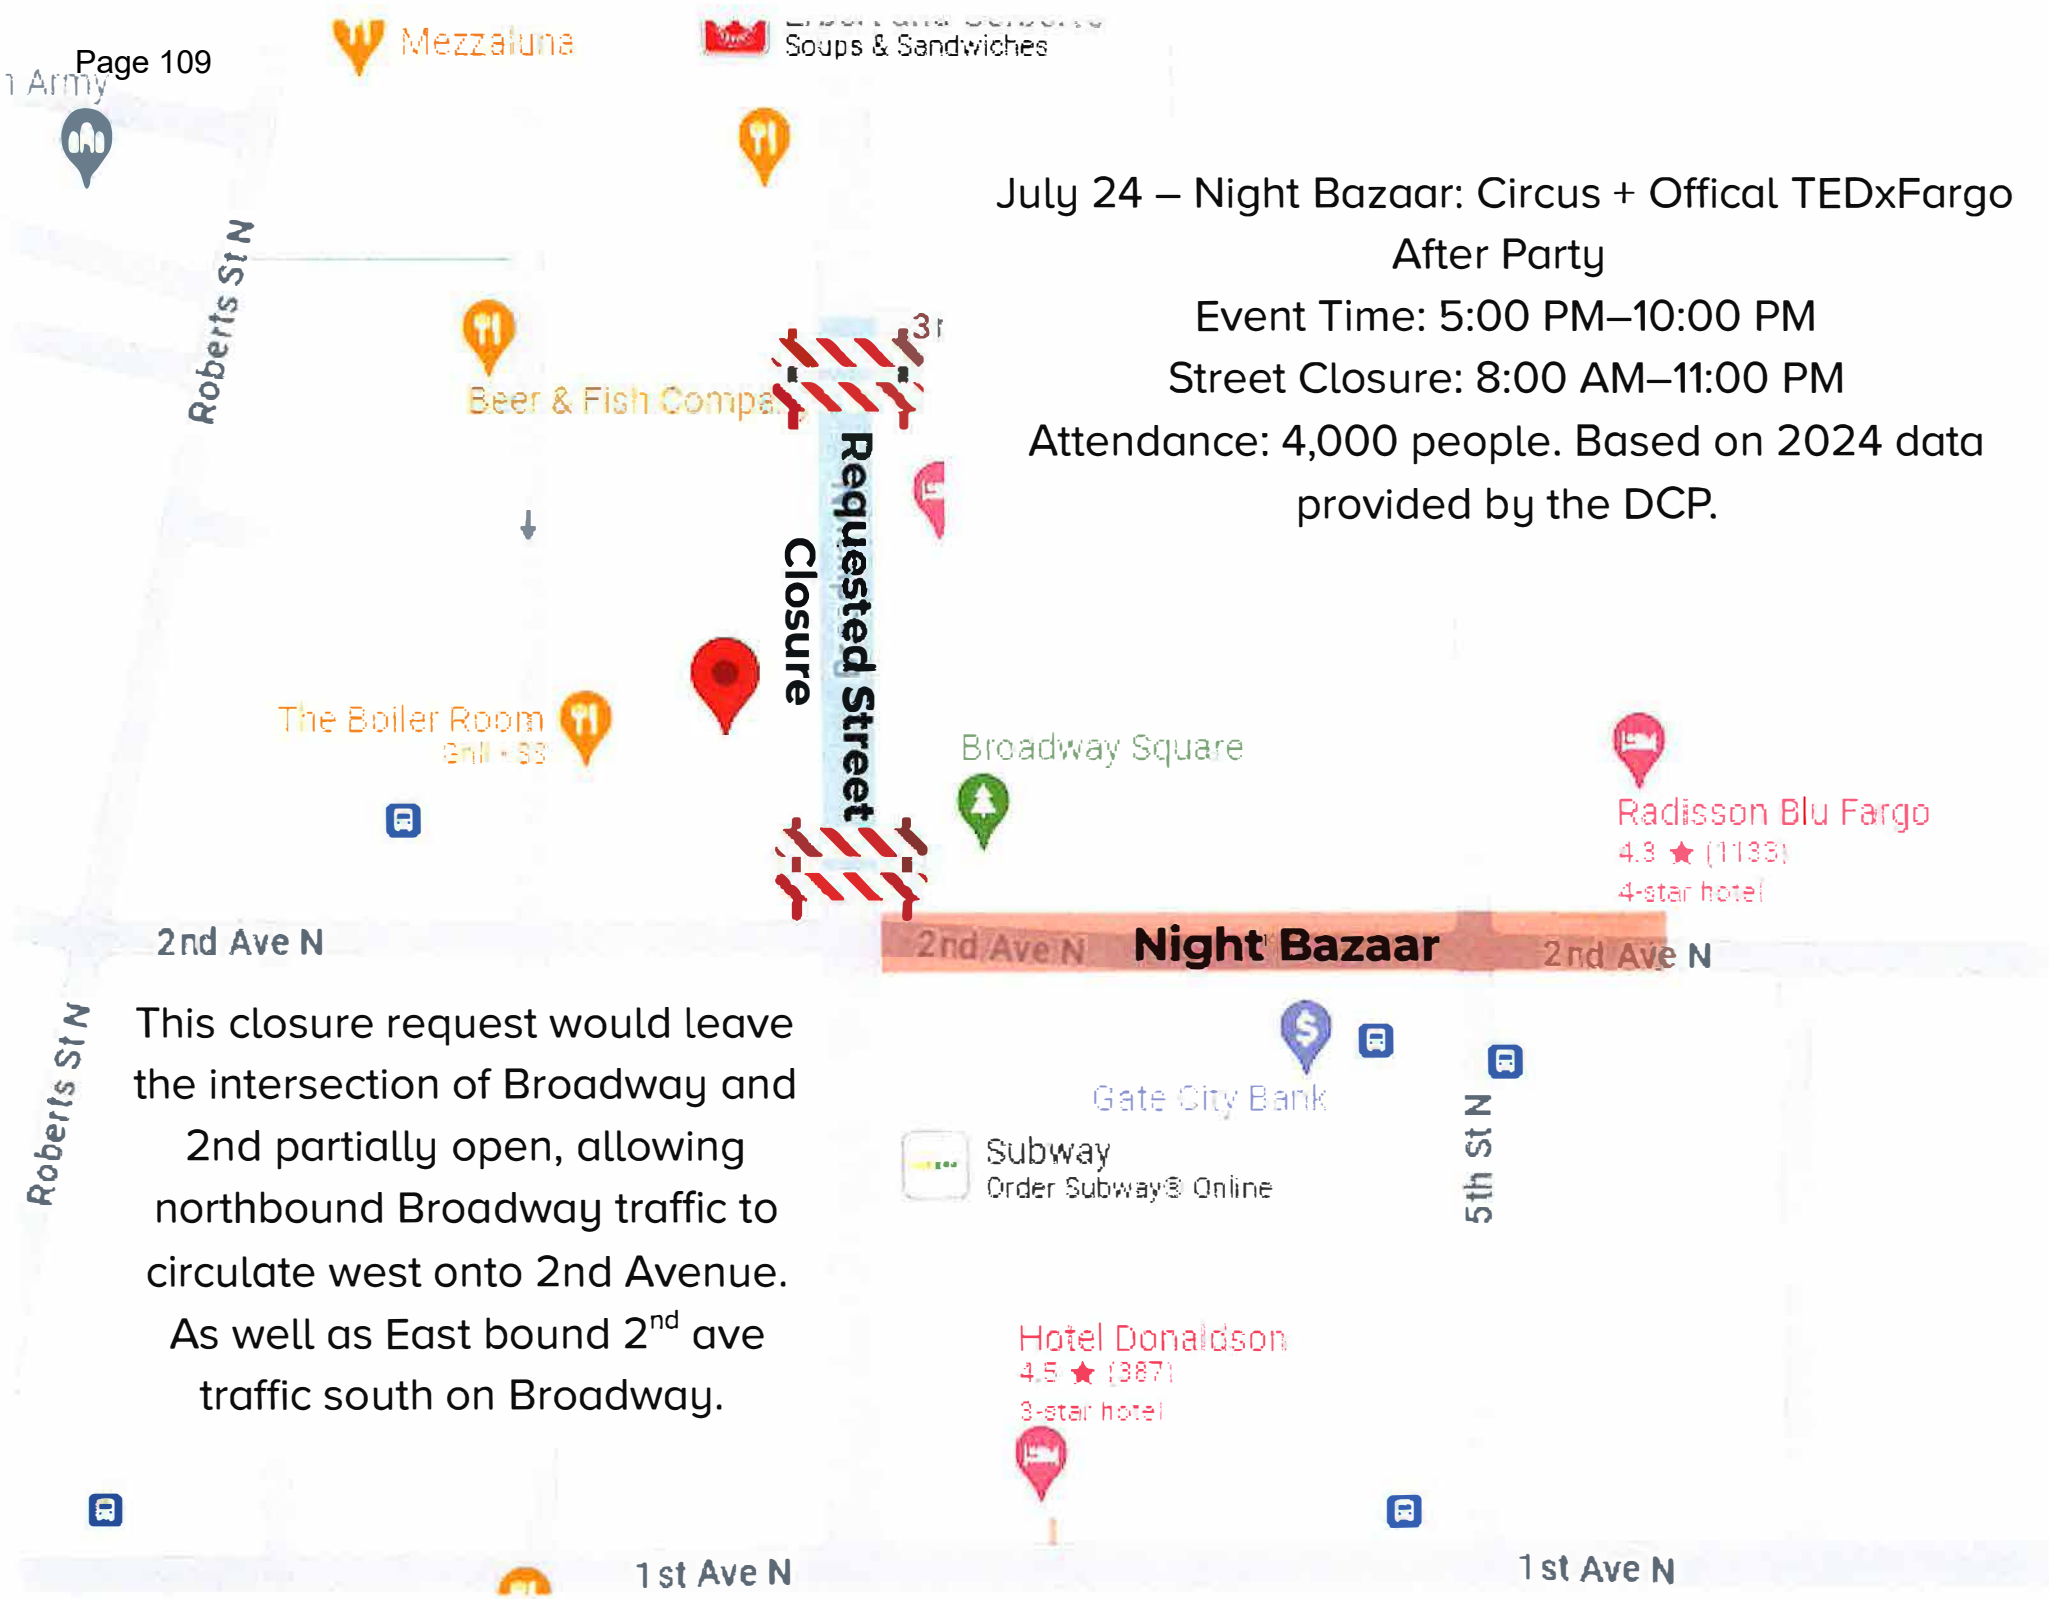 Page 109
Army
Mezzaluna
Soups & Sandwiches
July 24 – Night Bazaar: Circus + Offical TEDxFargo
After Party
Event Time: 5:00 PM–10:00 PM
Street Closure: 8:00 AM–11:00 PM
Attendance: 4,000 people. Based on 2024 data
provided by the DCP.
Roberts St N
Beer & Fish
Requested Street
Closure
The Boiler Room
Grill
Broadway Square
Radisson Blu Fargo
4.3 ★ (1133)
4-star hotel
2nd Ave N
2nd Ave N
Night Bazaar
2nd Ave N
Roberts St N
This closure request would leave
the intersection of Broadway and
2nd partially open, allowing
northbound Broadway traffic to
circulate west onto 2nd Avenue.
As well as East bound 2nd ave
traffic south on Broadway.
Gate City Bank
Subway
Order Subway® Online
5th St N
Hotel Donaldson
4.5 ★ (387)
3-star hotel
1st Ave N
1st Ave N